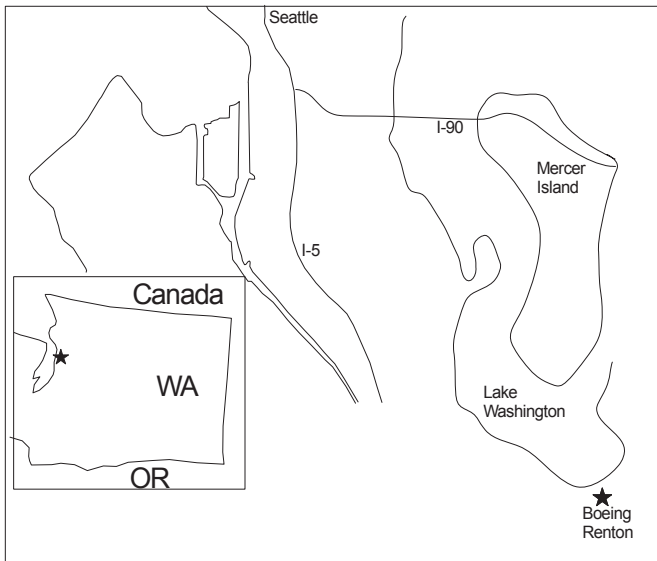 Seattle
I-90
Mercer
Island
I-5
Canada
WA
Lake
Washington
OR
Boeing
Renton